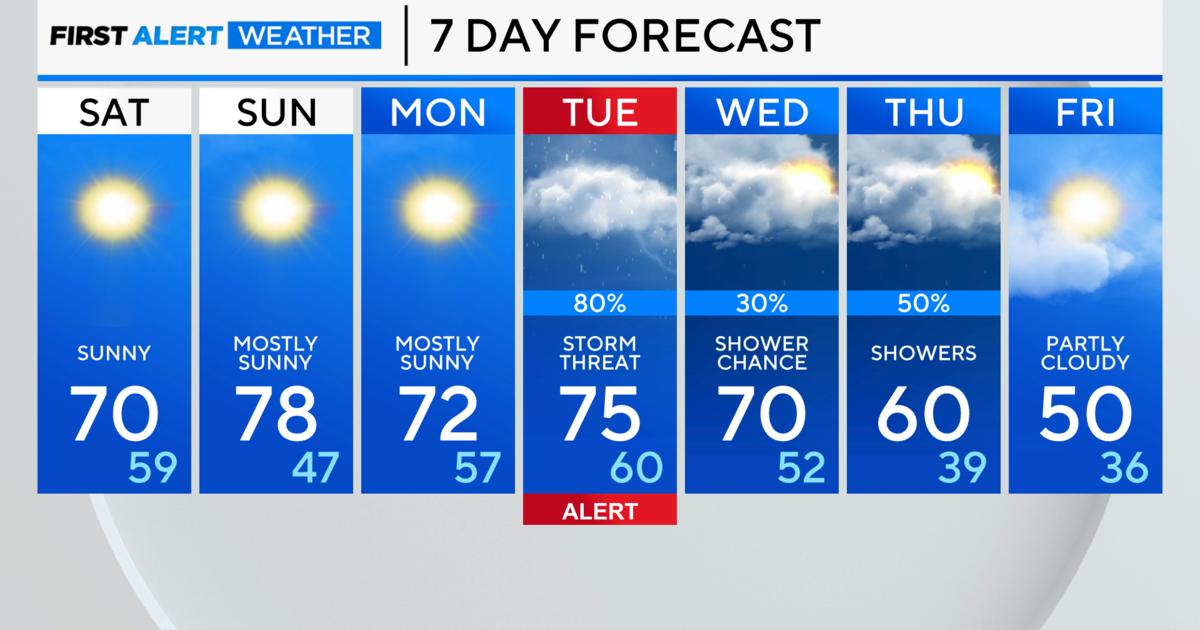 FIRST ALERT WEATHER
7 DAY FORECAST
SAT
SUNNY
70
59
SUN
MOSTLY
SUNNY
78
47
MON
MOSTLY
SUNNY
72
57
TUE
80%
STORM
THREAT
75
60
ALERT
WED
30%
SHOWER
CHANCE
70
52
THU
50%
SHOWERS
60
39
FRI
PARTLY
CLOUDY
50
36